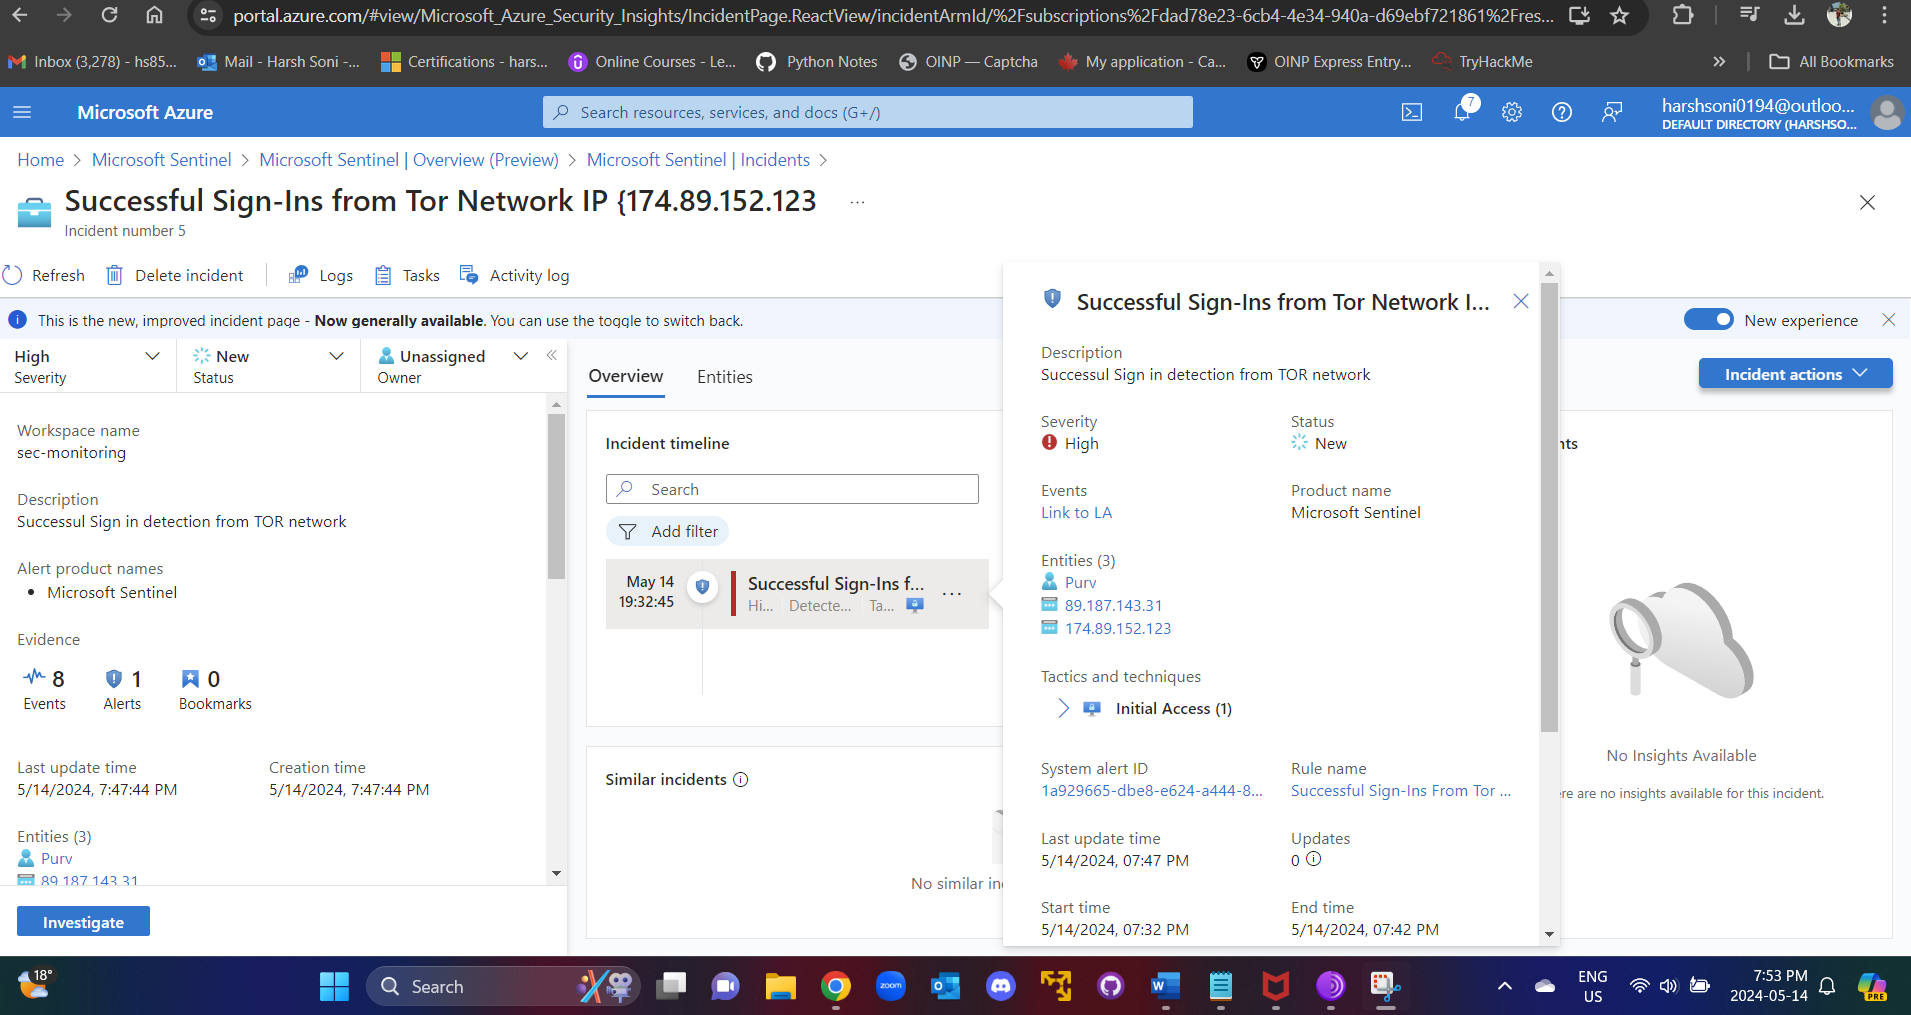 portal.azure.com/#view/Microsoft_Azure_Security_Insights/IncidentPage.ReactView/incidentArmId/%2Fsubscriptions%2Fdad78e23-6cb4-4e34-940a-d69ebf721861%2Fres...
Inbox (3,278) - hs85...
Mail - Harsh Soni -...
Certifications - hars...
Online Courses - Le...
Python Notes
OINP — Captcha
My application - Ca...
OINP Express Entry...
TryHackMe
»
All Bookmarks
Microsoft Azure
Search resources, services, and docs (G+/)
7
harshsoni0194@outloo...
DEFAULT DIRECTORY (HARSHSO...
Home > Microsoft Sentinel > Microsoft Sentinel | Overview (Preview) > Microsoft Sentinel | Incidents >
Successful Sign-Ins from Tor Network IP {174.89.152.123 ...
Incident number 5
Refresh
Delete incident
Logs
Tasks
Activity log
This is the new, improved incident page - Now generally available. You can use the toggle to switch back.
New experience
High
Severity
New
Status
Unassigned
Owner
Workspace name
sec-monitoring
Description
Successul Sign in detection from TOR network
Alert product names
• Microsoft Sentinel
Evidence
8
Events
1
Alerts
0
Bookmarks
Last update time
5/14/2024, 7:47:44 PM
Creation time
5/14/2024, 7:47:44 PM
Entities (3)
Purv
89.187.143.31
Investigate
Overview
Entities
Incident actions
Incident timeline
Search
Add filter
May 14
19:32:45
Successful Sign-Ins f...
Hi...
Detecte...
Ta...
...
Similar incidents
No similar in
Successful Sign-Ins from Tor Network I...
Description
Successul Sign in detection from TOR network
Severity
High
Status
New
Events
Link to LA
Product name
Microsoft Sentinel
Entities (3)
Purv
89.187.143.31
174.89.152.123
Tactics and techniques
Initial Access (1)
System alert ID
1a929665-dbe8-e624-a444-8...
Rule name
Successful Sign-Ins From Tor ...
Last update time
5/14/2024, 07:47 PM
Updates
0
Start time
5/14/2024, 07:32 PM
End time
5/14/2024, 07:42 PM
nts
No Insights Available
re are no insights available for this incident.
18°
Search
zoom
ENG
US
7:53 PM
2024-05-14
PRE